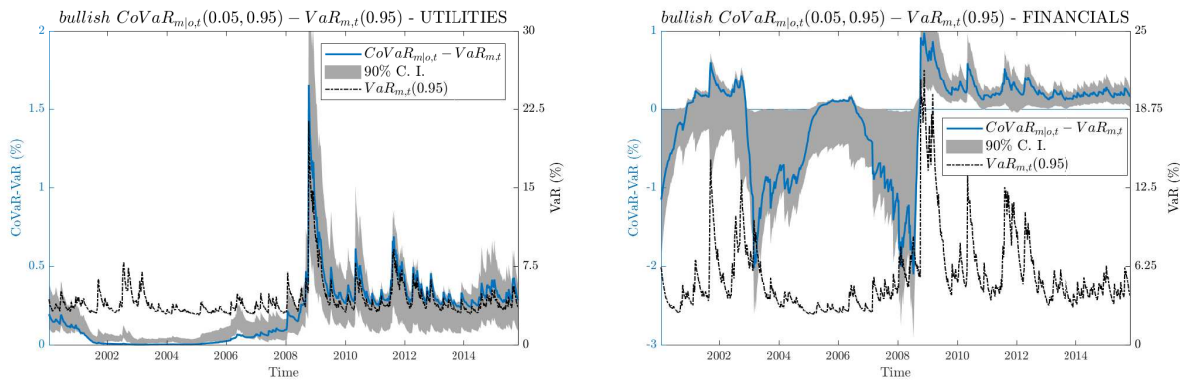 bullish CoVaR_{m|o,t}(0.05, 0.95) − VaR_{m,t}(0.95) - UTILITIES
2
1.5
1
0.5
0
CoVaR-VaR (%)
30
22.5
15
7.5
0
VaR (%)
CoVaR_{m|o,t} − VaR_{m,t}
90% C. I.
VaR_{m,t}(0.95)
2002 2004 2006 2008 2010 2012 2014
Time
bullish CoVaR_{m|o,t}(0.05, 0.95) − VaR_{m,t}(0.95) - FINANCIALS
1
0
-1
-2
-3
CoVaR-VaR (%)
25
18.75
12.5
6.25
0
VaR (%)
CoVaR_{m|o,t} − VaR_{m,t}
90% C. I.
VaR_{m,t}(0.95)
2002 2004 2006 2008 2010 2012 2014
Time